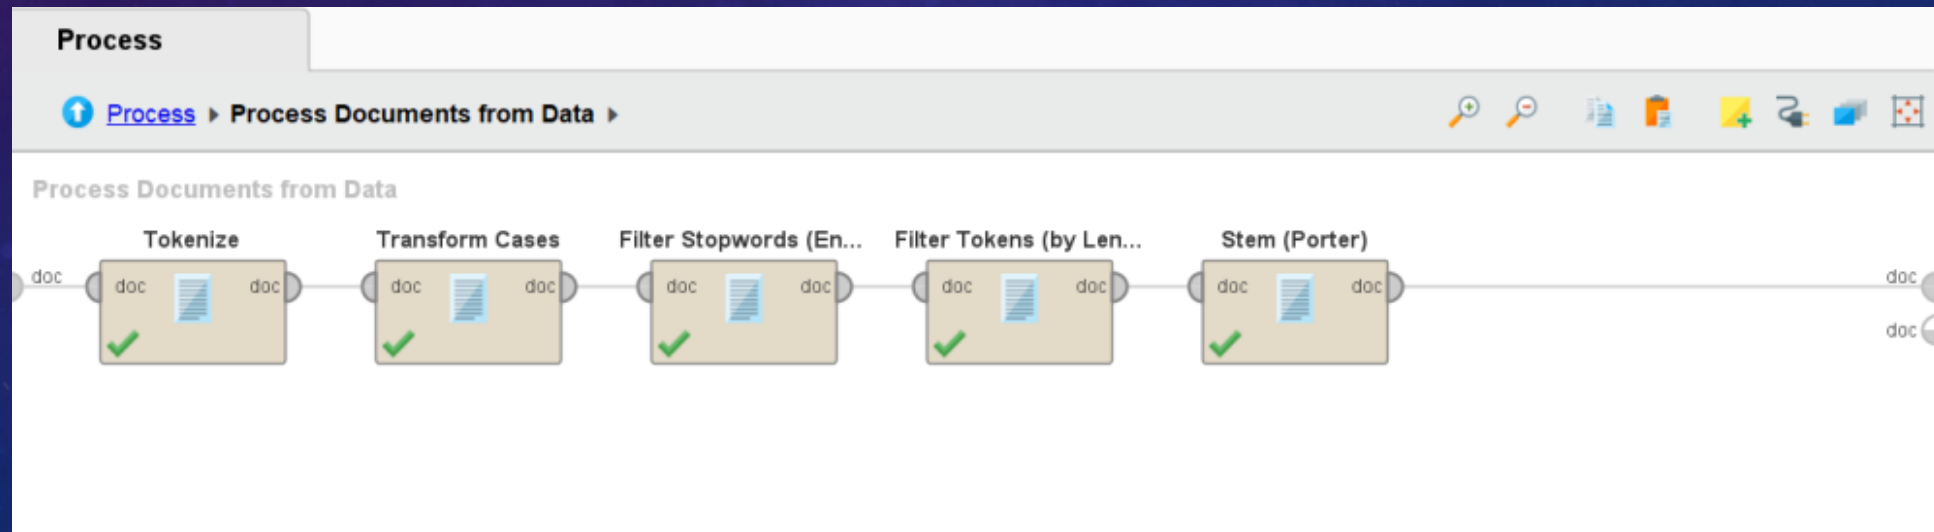 Process
Process Process Documents from Data
Process Documents from Data
Tokenize Transform Cases Filter Stopwords (En... Filter Tokens (by Len... Stem (Porter)
doc doc doc doc doc doc doc doc doc doc doc doc
doc